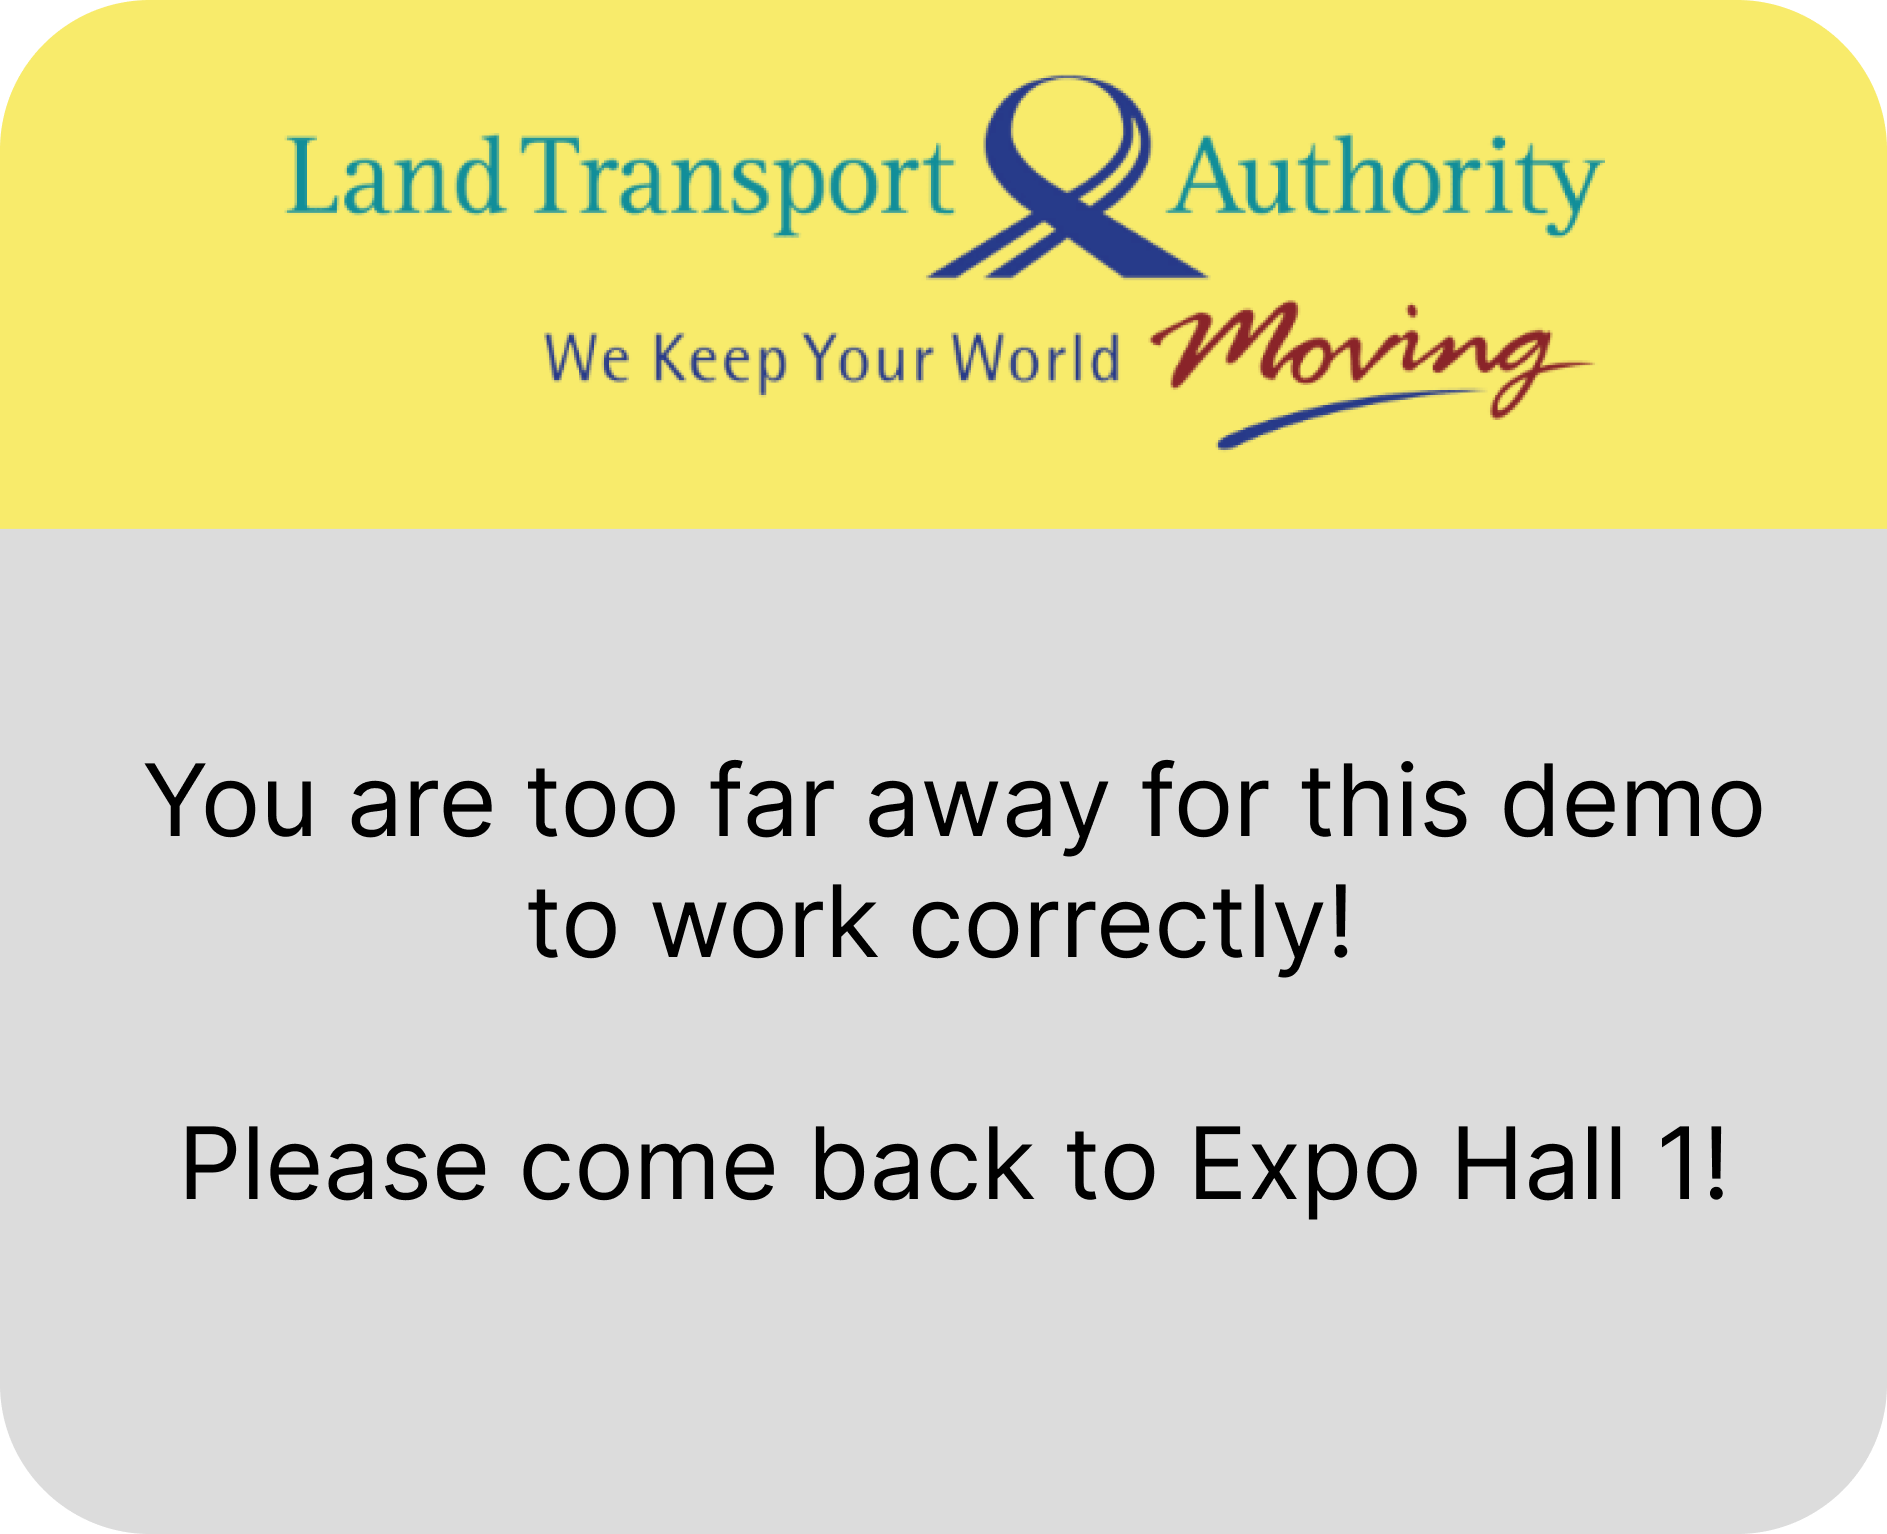 Land Transport Authority
We Keep Your World Moving
You are too far away for this demo
to work correctly!
Please come back to Expo Hall 1!